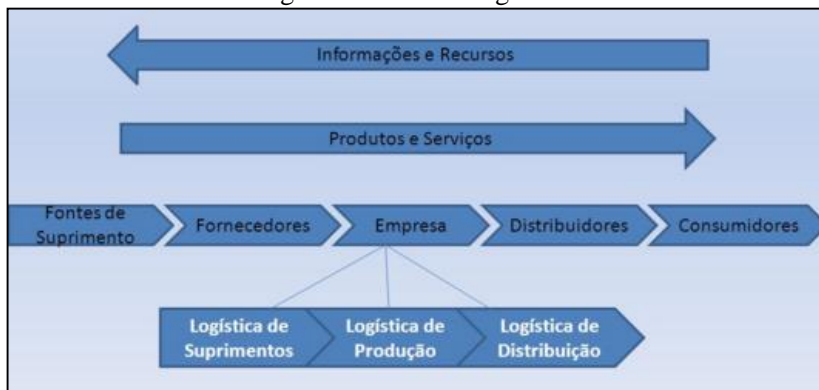 Informações e Recursos
Produtos e Serviços
Fontes de
Suprimento
Fornecedores
Empresa
Distribuidores
Consumidores
Logística de
Suprimentos
Logística de
Produção
Logística de
Distribuição